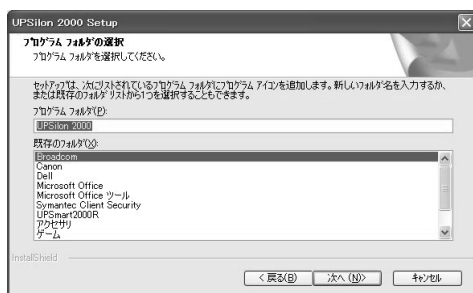 UPSilon 2000 Setup
プログラム フォルダの選択
プログラム フォルダを選択してください。
セットアップは、次にリストされているプログラム フォルダにプログラム アイコンを追加します。新しいフォルダ名を入力するか、
または既存のフォルダ リストから1つを選択することもできます。
プログラム フォルダ(P):
UPSilon 2000
既存のフォルダ(X):
Broadcom
Canon
Dell
Microsoft Office
Microsoft Office ツール
Symantec Client Security
UPSmart2000R
アクセサリ
ゲーム
InstallShield
< 戻る(B)
次へ (N)>
キャンセル